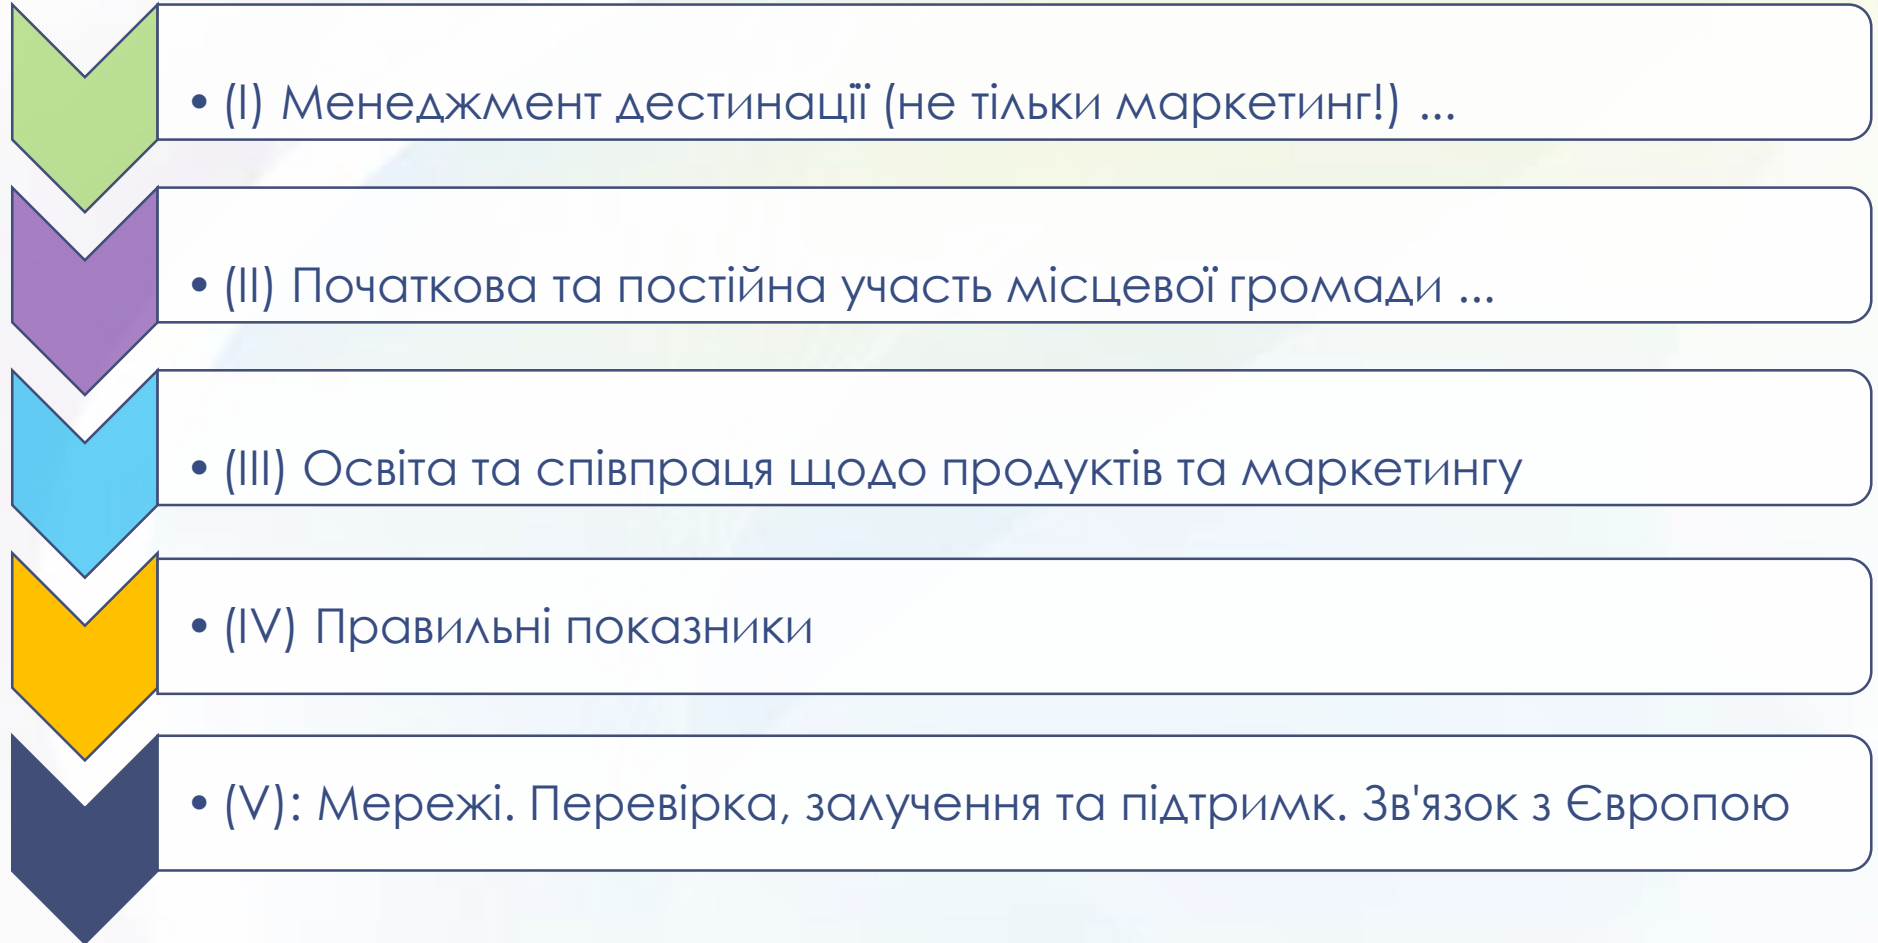 • (I) Менеджмент дестинації (не тільки маркетинг!) ...
• (II) Початкова та постійна участь місцевої громади ...
• (III) Освіта та співпраця щодо продуктів та маркетингу
• (IV) Правильні показники
• (V): Мережі. Перевірка, залучення та підтримк. Зв'язок з Європою